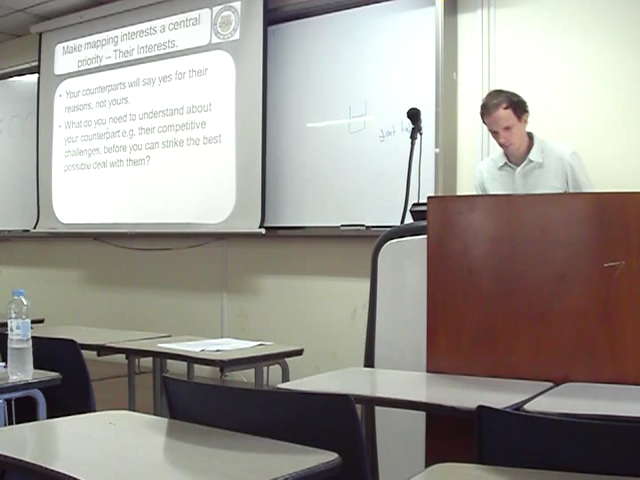 Make mapping interests a central
priority – Their Interests.
• Your counterparts will say yes for their
reasons, not yours.
• What do you need to understand about
your counterpart e.g. their competitive
challenges, before you can strike the best
possible deal with them?